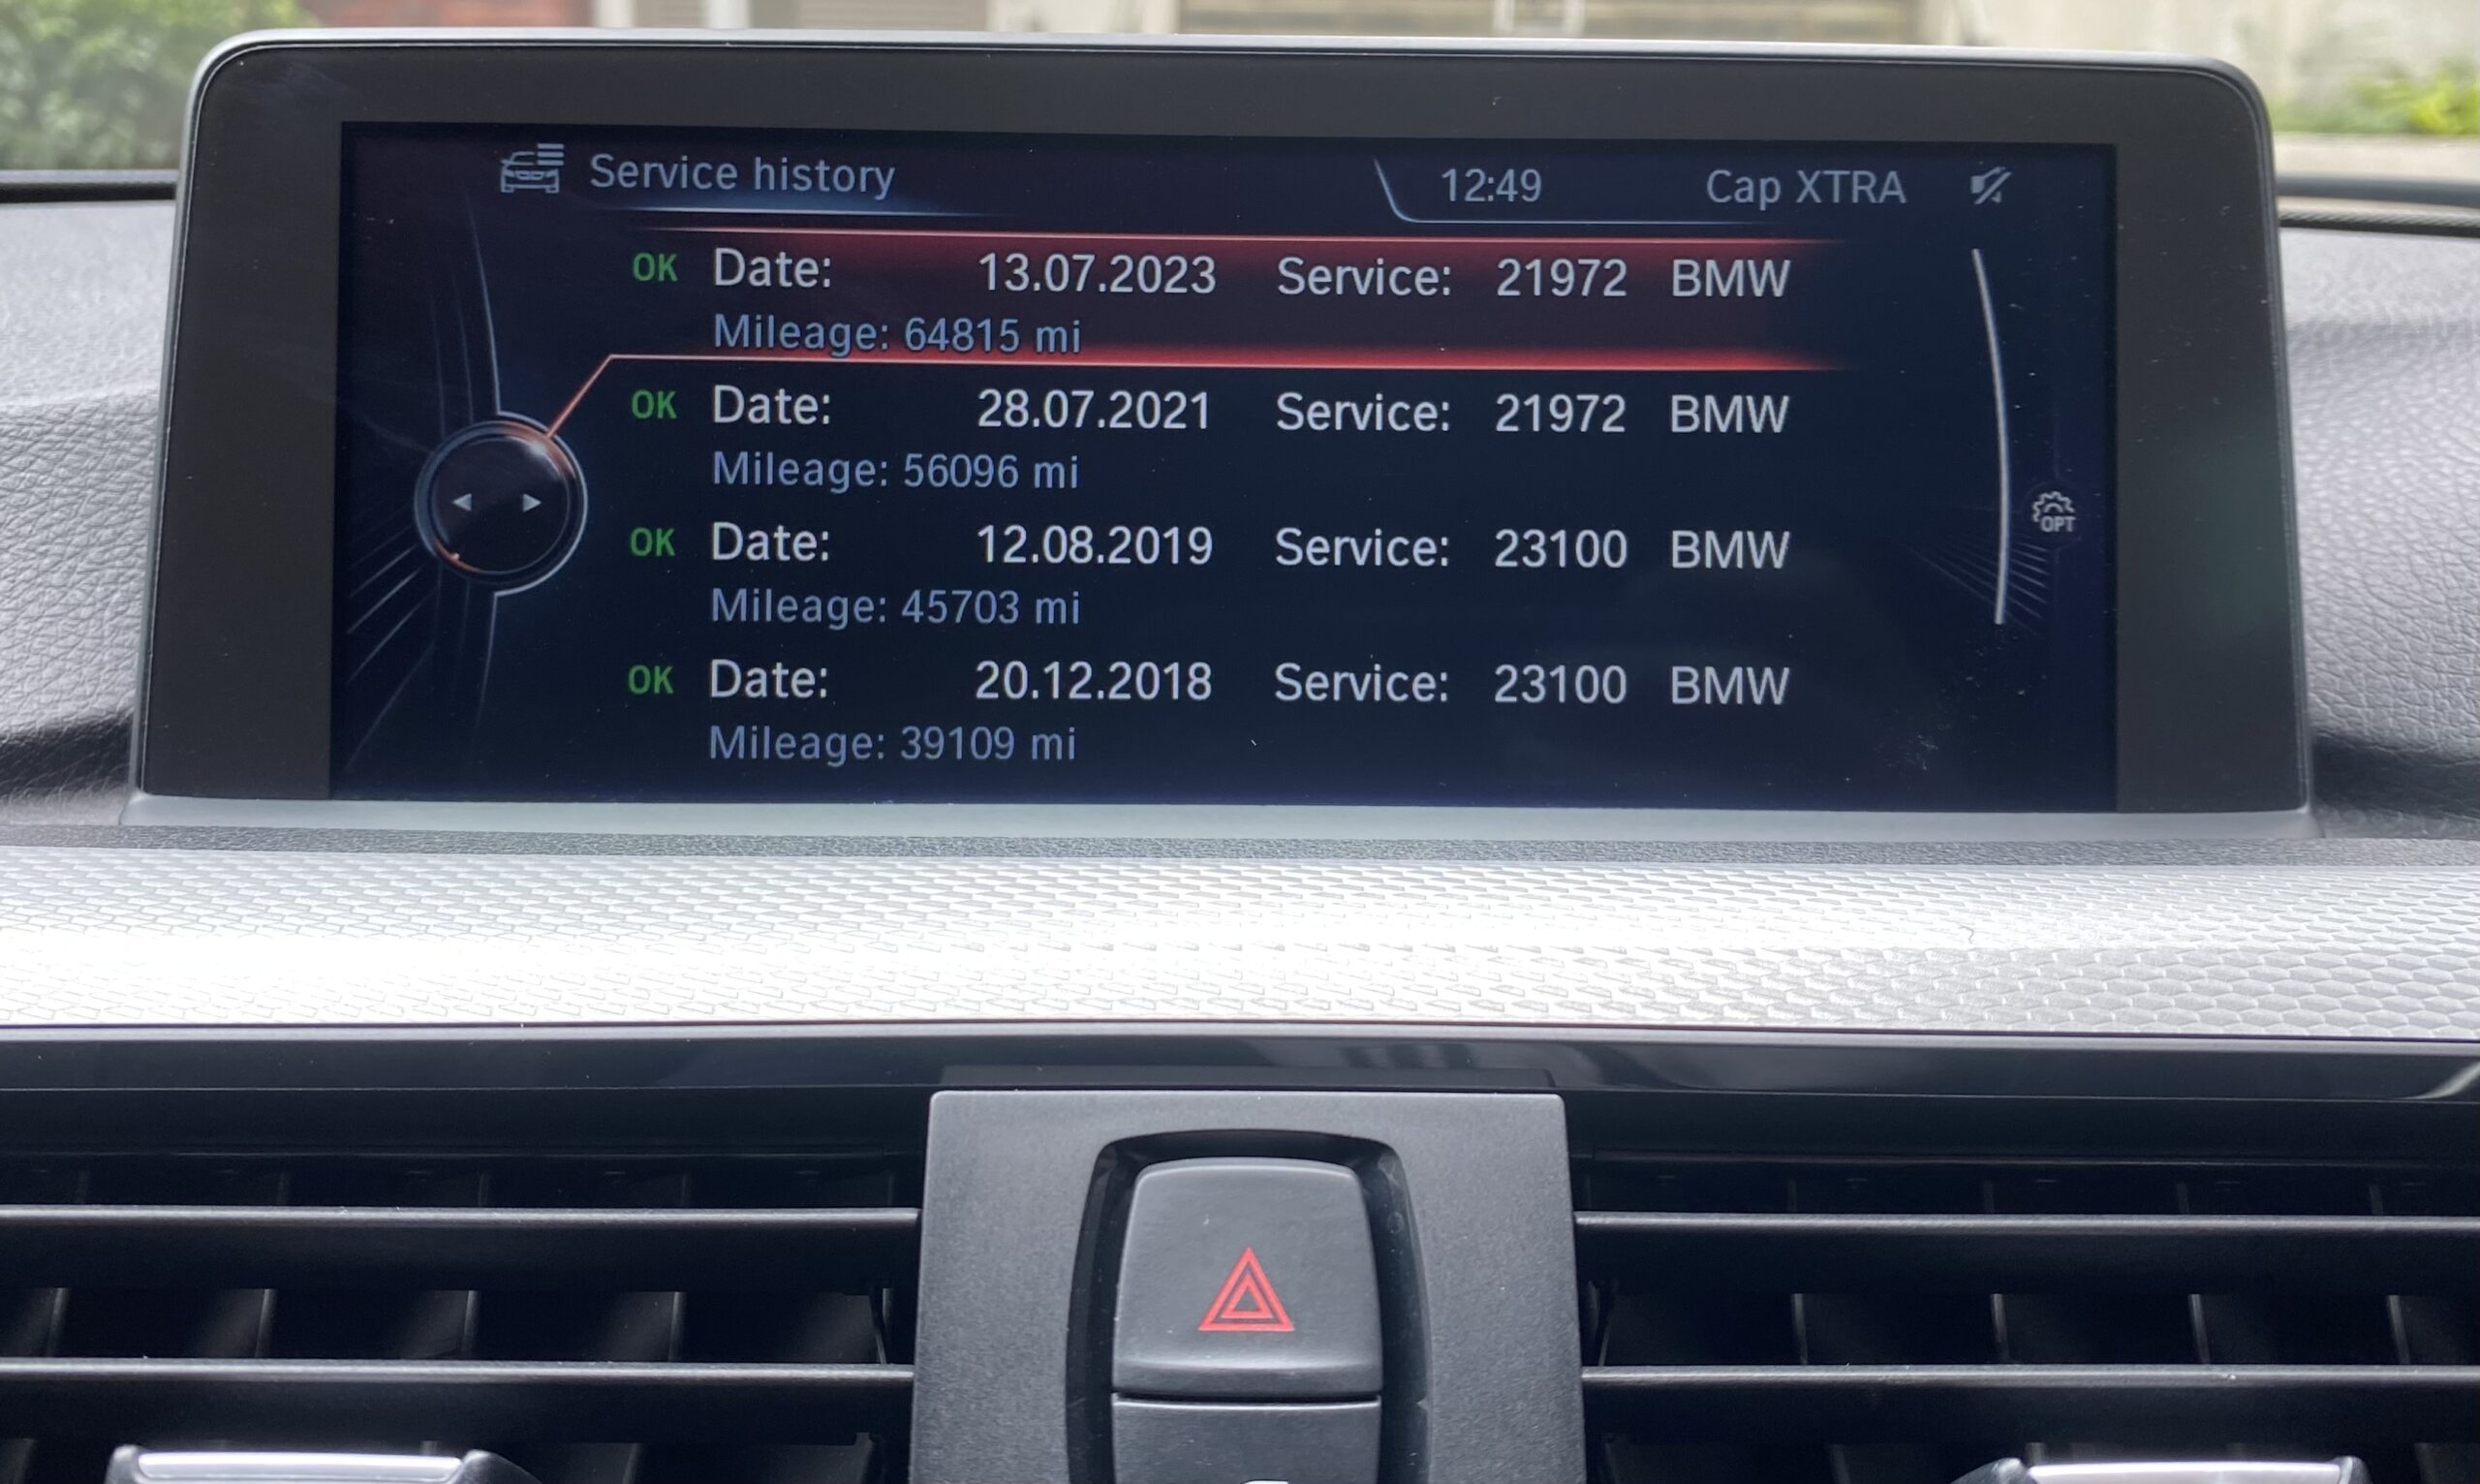 Service history 12:49 Cap XTRA
OK Date: 13.07.2023 Service: 21972 BMW
Mileage: 64815 mi
OK Date: 28.07.2021 Service: 21972 BMW
Mileage: 56096 mi
OPT
OK Date: 12.08.2019 Service: 23100 BMW
Mileage: 45703 mi
OK Date: 20.12.2018 Service: 23100 BMW
Mileage: 39109 mi